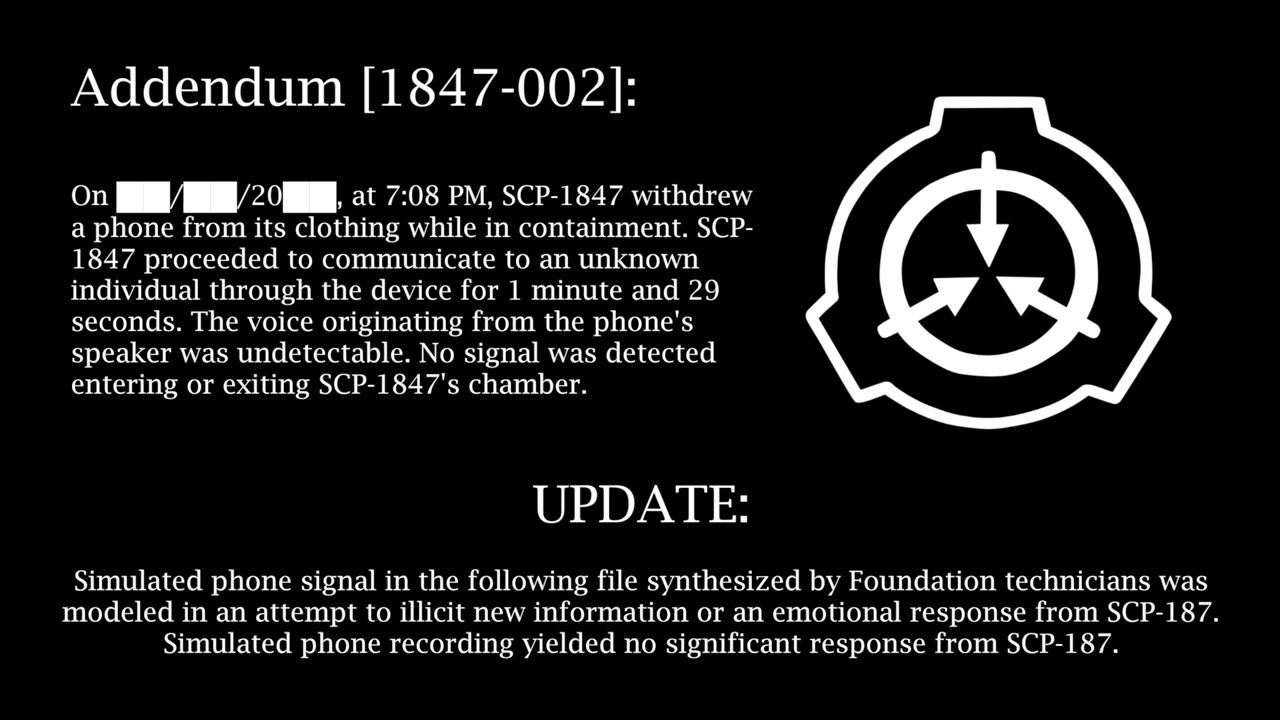 Addendum [1847-002]:
On ██/██/20██, at 7:08 PM, SCP-1847 withdrew
a phone from its clothing while in containment. SCP-
1847 proceeded to communicate to an unknown
individual through the device for 1 minute and 29
seconds. The voice originating from the phone's
speaker was undetectable. No signal was detected
entering or exiting SCP-1847's chamber.
UPDATE:
Simulated phone signal in the following file synthesized by Foundation technicians was
modeled in an attempt to illicit new information or an emotional response from SCP-187.
Simulated phone recording yielded no significant response from SCP-187.